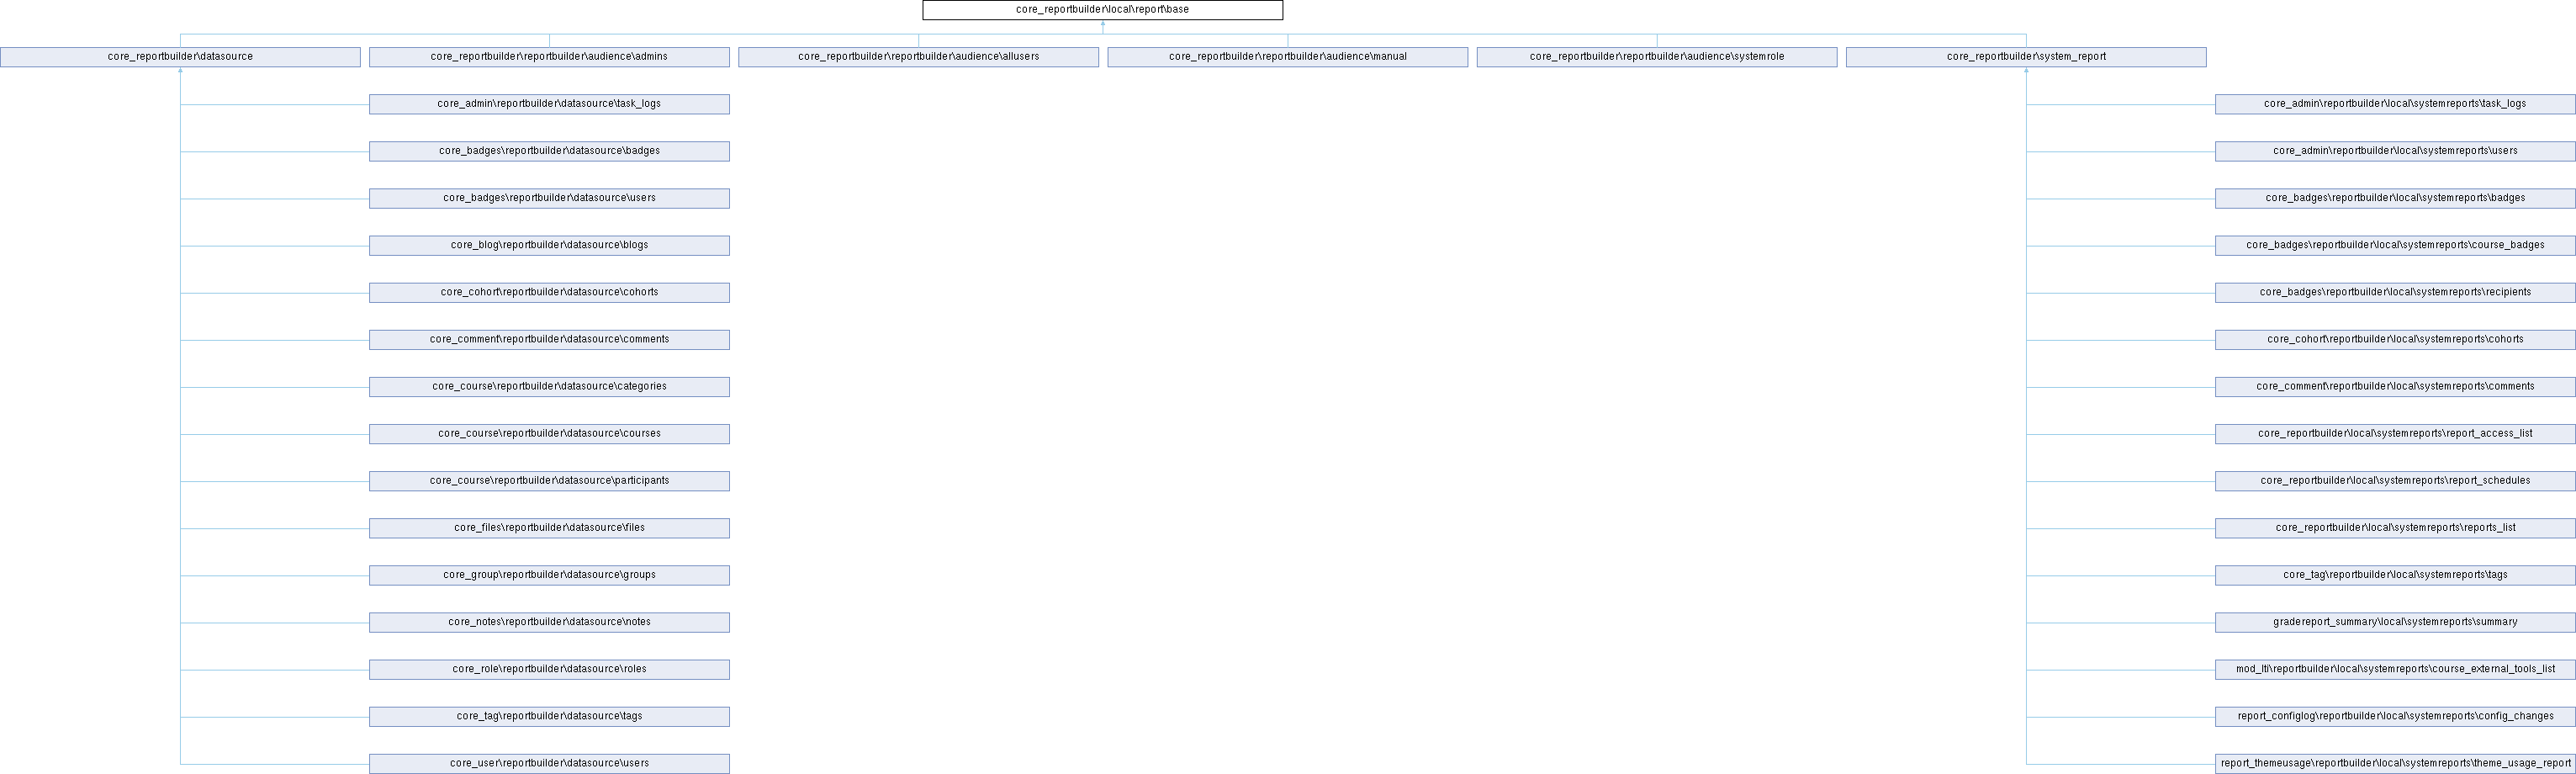 core_reportbuilder\local\report\base
core_reportbuilder\datasource
core_reportbuilder\reportbuilder\audience\admins
core_reportbuilder\reportbuilder\audience\allusers
core_reportbuilder\reportbuilder\audience\manual
core_reportbuilder\reportbuilder\audience\systemrole
core_reportbuilder\system_report
core_admin\reportbuilder\datasource\task_logs
core_badges\reportbuilder\datasource\badges
core_badges\reportbuilder\datasource\users
core_blog\reportbuilder\datasource\blogs
core_cohort\reportbuilder\datasource\cohorts
core_comment\reportbuilder\datasource\comments
core_course\reportbuilder\datasource\categories
core_course\reportbuilder\datasource\courses
core_course\reportbuilder\datasource\participants
core_files\reportbuilder\datasource\files
core_group\reportbuilder\datasource\groups
core_notes\reportbuilder\datasource\notes
core_role\reportbuilder\datasource\roles
core_tag\reportbuilder\datasource\tags
core_user\reportbuilder\datasource\users
core_admin\reportbuilder\local\systemreports\task_logs
core_admin\reportbuilder\local\systemreports\users
core_badges\reportbuilder\local\systemreports\badges
core_badges\reportbuilder\local\systemreports\course_badges
core_badges\reportbuilder\local\systemreports\recipients
core_cohort\reportbuilder\local\systemreports\cohorts
core_comment\reportbuilder\local\systemreports\comments
core_reportbuilder\local\systemreports\report_access_list
core_reportbuilder\local\systemreports\report_schedules
core_reportbuilder\local\systemreports\reports_list
core_tag\reportbuilder\local\systemreports\tags
gradereport_summary\local\systemreports\summary
mod_lti\reportbuilder\local\systemreports\course_external_tools_list
report_configlog\reportbuilder\local\systemreports\config_changes
report_themeusage\reportbuilder\local\systemreports\theme_usage_report